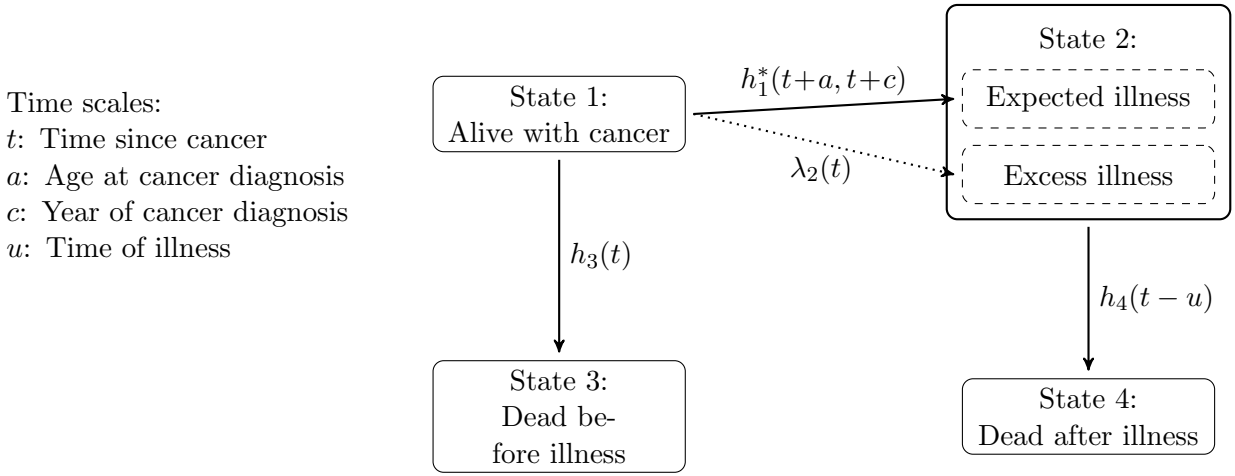 Time scales:
t: Time since cancer
a: Age at cancer diagnosis
c: Year of cancer diagnosis
u: Time of illness
State 1:
Alive with cancer
h₁*(t+a, t+c)
λ₂(t)
State 2:
Expected illness
Excess illness
h₃(t)
h₄(t − u)
State 3:
Dead be-
fore illness
State 4:
Dead after illness